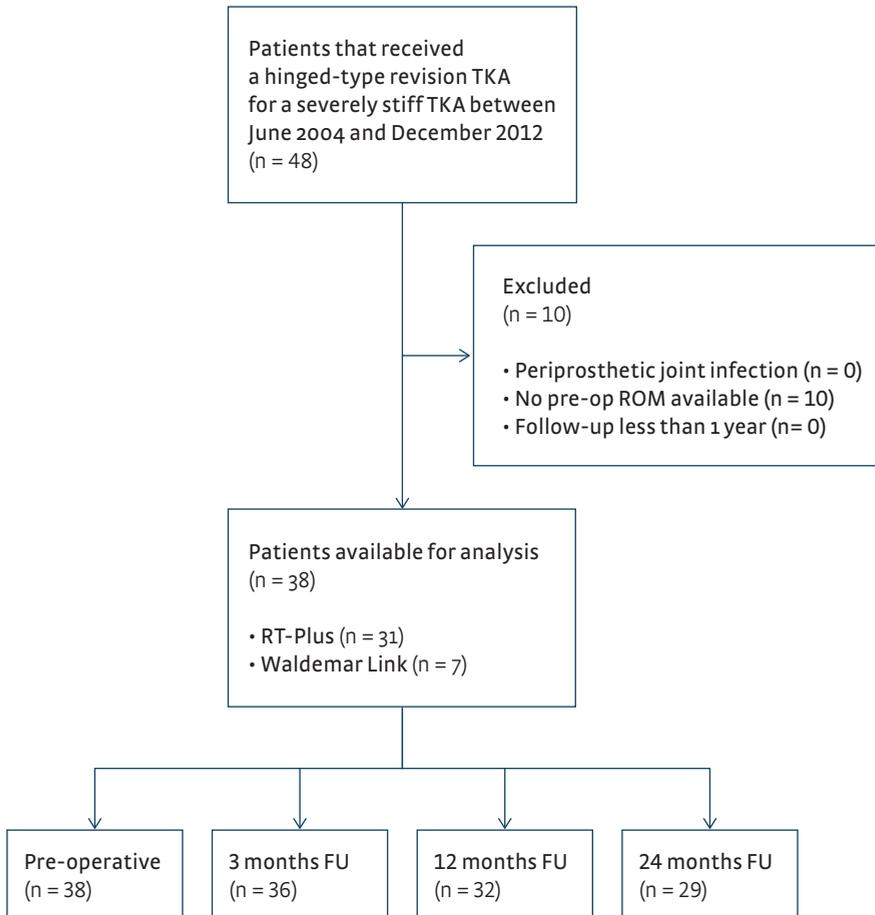 Patients that received
a hinged-type revision TKA
for a severely stiff TKA between
June 2004 and December 2012
(n = 48)
Excluded
(n = 10)
• Periprosthetic joint infection (n = 0)
• No pre-op ROM available (n = 10)
• Follow-up less than 1 year (n= 0)
Patients available for analysis
(n = 38)
• RT-Plus (n = 31)
• Waldemar Link (n = 7)
Pre-operative
(n = 38)
3 months FU
(n = 36)
12 months FU
(n = 32)
24 months FU
(n = 29)